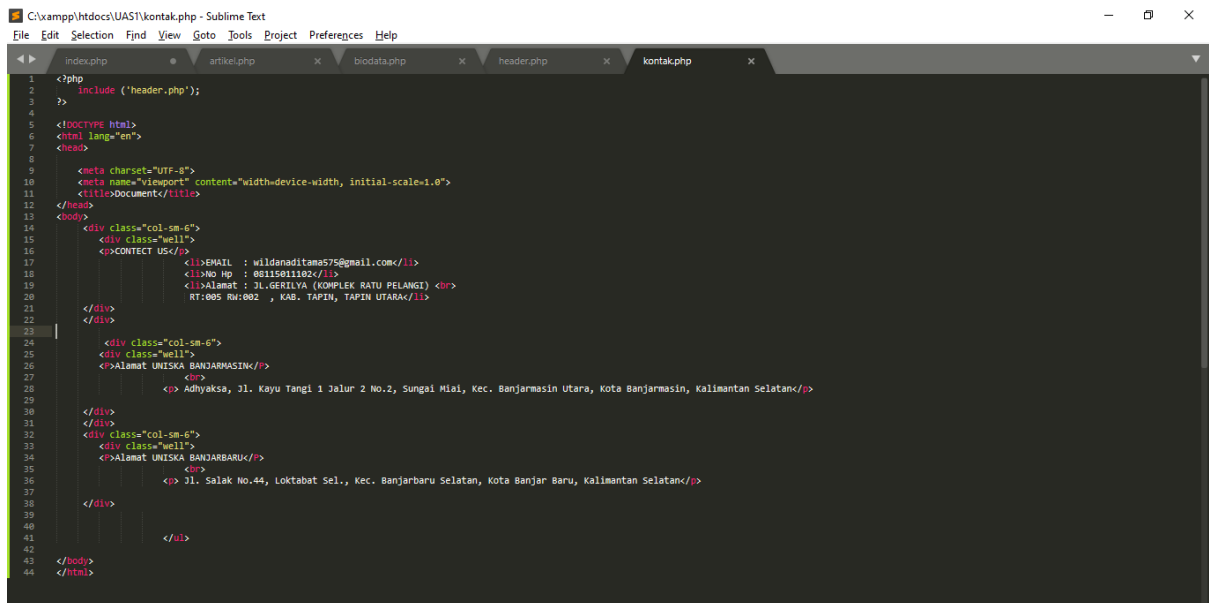 C:\xampp\htdocs\UAS1\kontak.php - Sublime Text
File Edit Selection Find View Goto Tools Project Preferences Help
index.php artikel.php biodata.php header.php kontak.php
1 <?php
2 include ('header.php');
3 ?>
4
5 <!DOCTYPE html>
6 <html lang="en">
7 <head>
8
9 <meta charset="UTF-8">
10 <meta name="viewport" content="width=device-width, initial-scale=1.0">
11 <title>Document</title>
12 </head>
13 <body>
14 <div class="col-sm-6">
15 <div class="well">
16 <p>CONTECT US</p>
17 <li>EMAIL : wildanaditama575@gmail.com</li>
18 <li>No Hp : 08115011102</li>
19 <li>Alamat : JL.GERILYA (KOMPLEK RATU PELANGI) <br>
20 RT:005 RW:002 , KAB. TAPIN, TAPIN UTARA</li>
21 </div>
22 </div>
23
24 <div class="col-sm-6">
25 <div class="well">
26 <P>Alamat UNISKA BANJARMASIN</P>
27 <br>
28 <p> Adhyaksa, Jl. Kayu Tangi 1 Jalur 2 No.2, Sungai Miai, Kec. Banjarmasin Utara, Kota Banjarmasin, Kalimantan Selatan</p>
29
30 </div>
31 </div>
32 <div class="col-sm-6">
33 <div class="well">
34 <P>Alamat UNISKA BANJARBARU</P>
35 <br>
36 <p> Jl. Salak No.44, Loktabat Sel., Kec. Banjarbaru Selatan, Kota Banjar Baru, Kalimantan Selatan</p>
37
38 </div>
39
40
41 </ul>
42
43 </body>
44 </html>